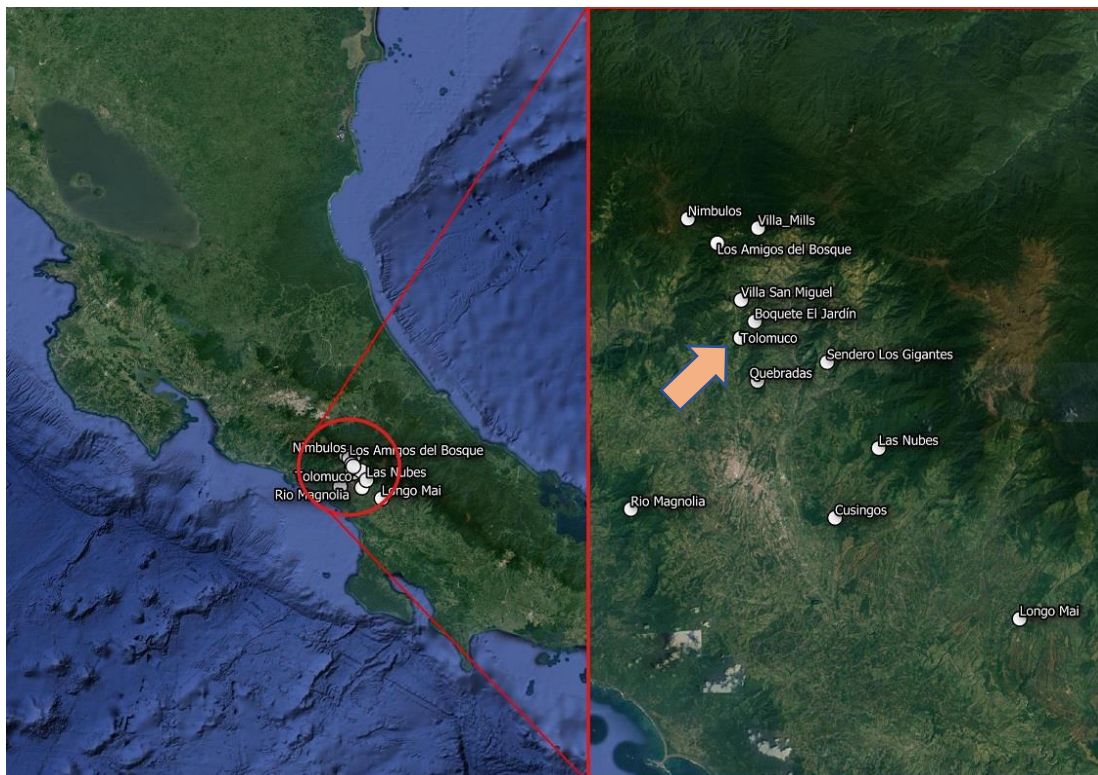 Nimbulos
Los Amigos del Bosque
Tolomuco
Las Nubes
Rio Magnolia
Longo Mai
Nimbulos
Villa_Mills
Los Amigos del Bosque
Villa San Miguel
Boquete El Jardín
Tolomuco
Sendero Los Gigantes
Quebradas
Las Nubes
Rio Magnolia
Cusingos
Longo Mai